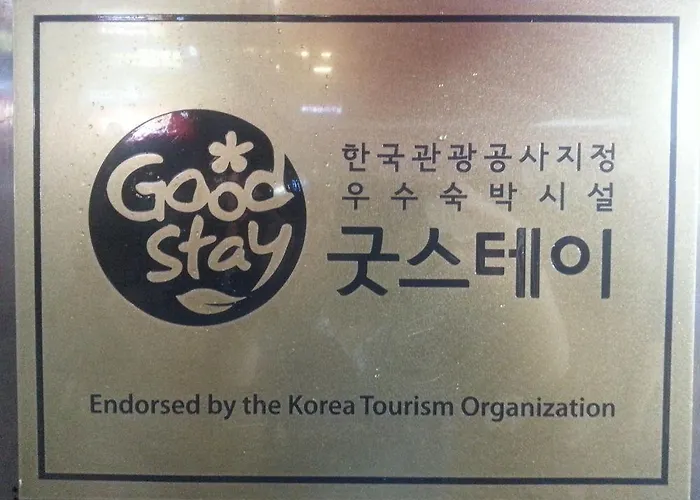 Good
Stay
한국관광공사지정
우수숙박시설
굿스테이
Endorsed by the Korea Tourism Organization